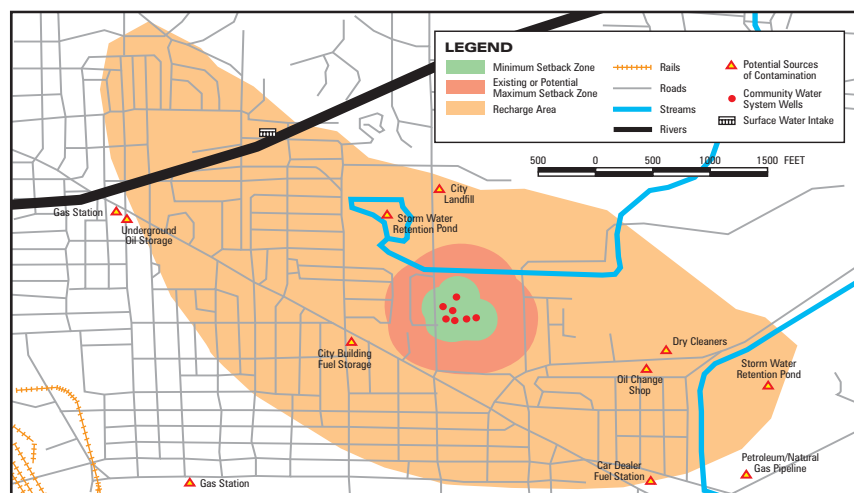 LEGEND
Minimum Setback Zone
Existing or Potential
Maximum Setback Zone
Recharge Area
Rails
Roads
Streams
Rivers
Potential Sources
of Contamination
Community Water
System Wells
Surface Water Intake
500 0 500 1000 1500 FEET
City
Landfill
Gas Station
Storm Water
Retention Pond
Underground
Oil Storage
City Building
Fuel Storage
Dry Cleaners
Oil Change
Shop
Storm Water
Retention Pond
Car Dealer
Fuel Station
Petroleum/Natural
Gas Pipeline
Gas Station